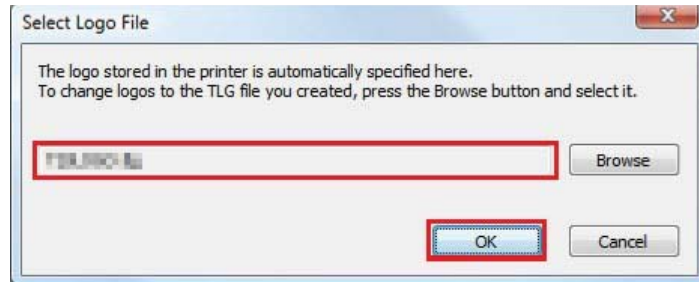 Select Logo File
The logo stored in the printer is automatically specified here.
To change logos to the TLG file you created, press the Browse button and select it.
Browse
OK
Cancel